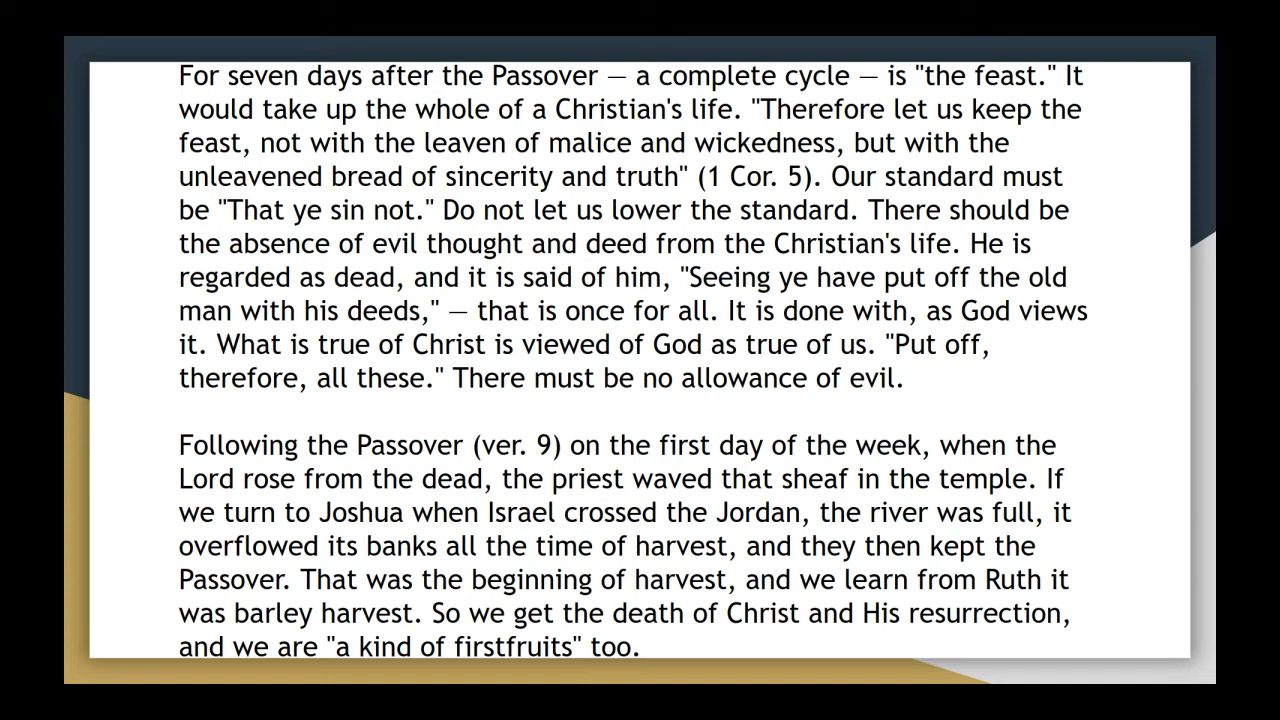 For seven days after the Passover — a complete cycle — is "the feast." It
would take up the whole of a Christian's life. "Therefore let us keep the
feast, not with the leaven of malice and wickedness, but with the
unleavened bread of sincerity and truth" (1 Cor. 5). Our standard must
be "That ye sin not." Do not let us lower the standard. There should be
the absence of evil thought and deed from the Christian's life. He is
regarded as dead, and it is said of him, "Seeing ye have put off the old
man with his deeds," — that is once for all. It is done with, as God views
it. What is true of Christ is viewed of God as true of us. "Put off,
therefore, all these." There must be no allowance of evil.
Following the Passover (ver. 9) on the first day of the week, when the
Lord rose from the dead, the priest waved that sheaf in the temple. If
we turn to Joshua when Israel crossed the Jordan, the river was full, it
overflowed its banks all the time of harvest, and they then kept the
Passover. That was the beginning of harvest, and we learn from Ruth it
was barley harvest. So we get the death of Christ and His resurrection,
and we are "a kind of firstfruits" too.